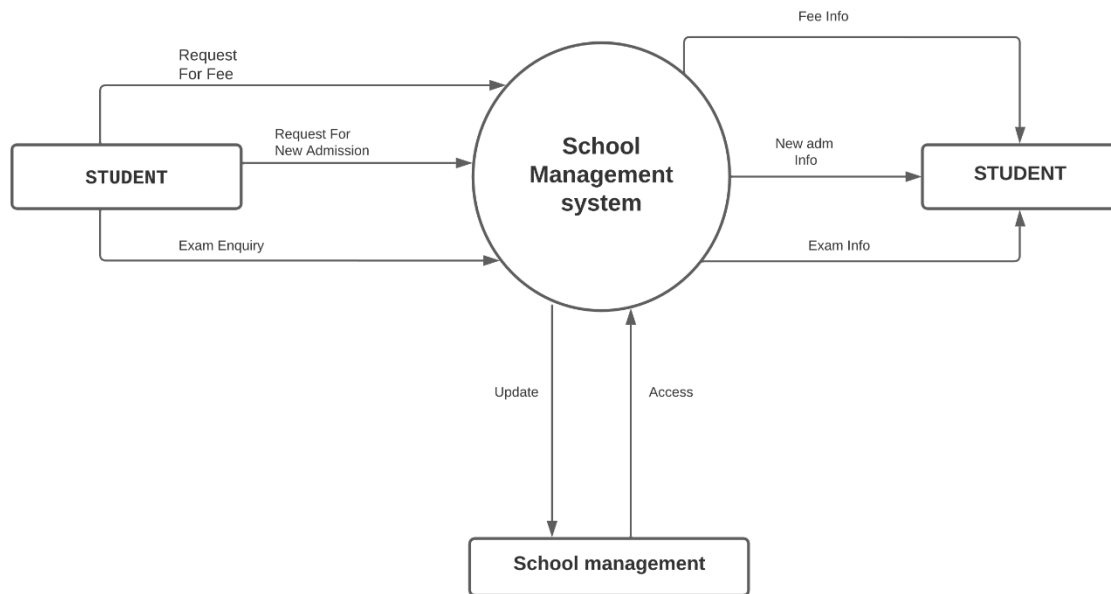 Fee Info
Request
For Fee
Request For
New Admission
STUDENT
School
Management
system
New adm
Info
STUDENT
Exam Enquiry
Exam Info
Update
Access
School management